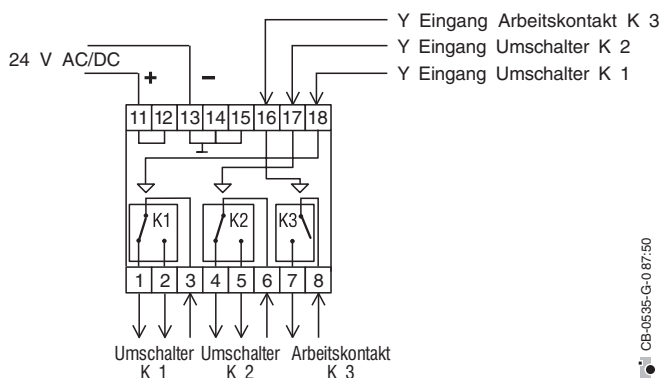 Y Eingang Arbeitskontakt K 3
Y Eingang Umschalter K 2
Y Eingang Umschalter K 1
24 V AC/DC
+ −
11 12 13 14 15 16 17 18
K1 K2 K3
1 2 3 4 5 6 7 8
Umschalter Umschalter Arbeitskontakt
K 1 K 2 K 3
CB-0535-G-0 87:50